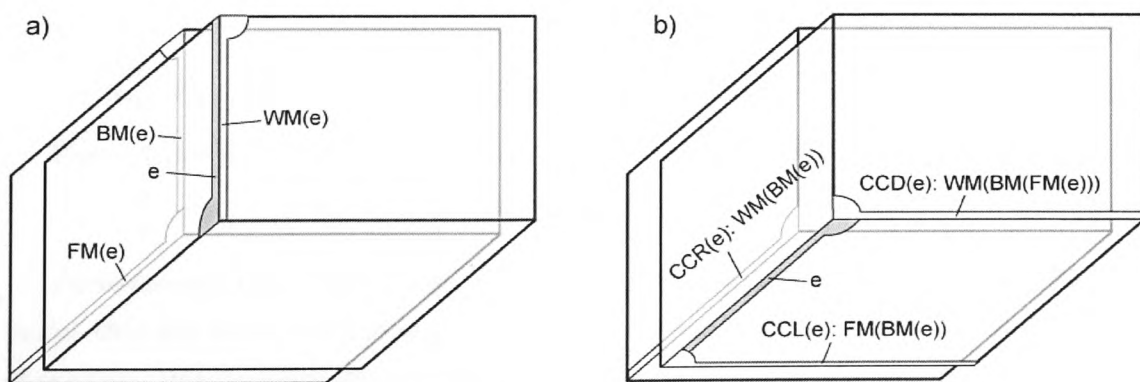 a)
BM(e)
WM(e)
e
FM(e)
b)
CCR(e): WM(BM(e))
CCD(e): WM(BM(FM(e)))
e
CCL(e): FM(BM(e))